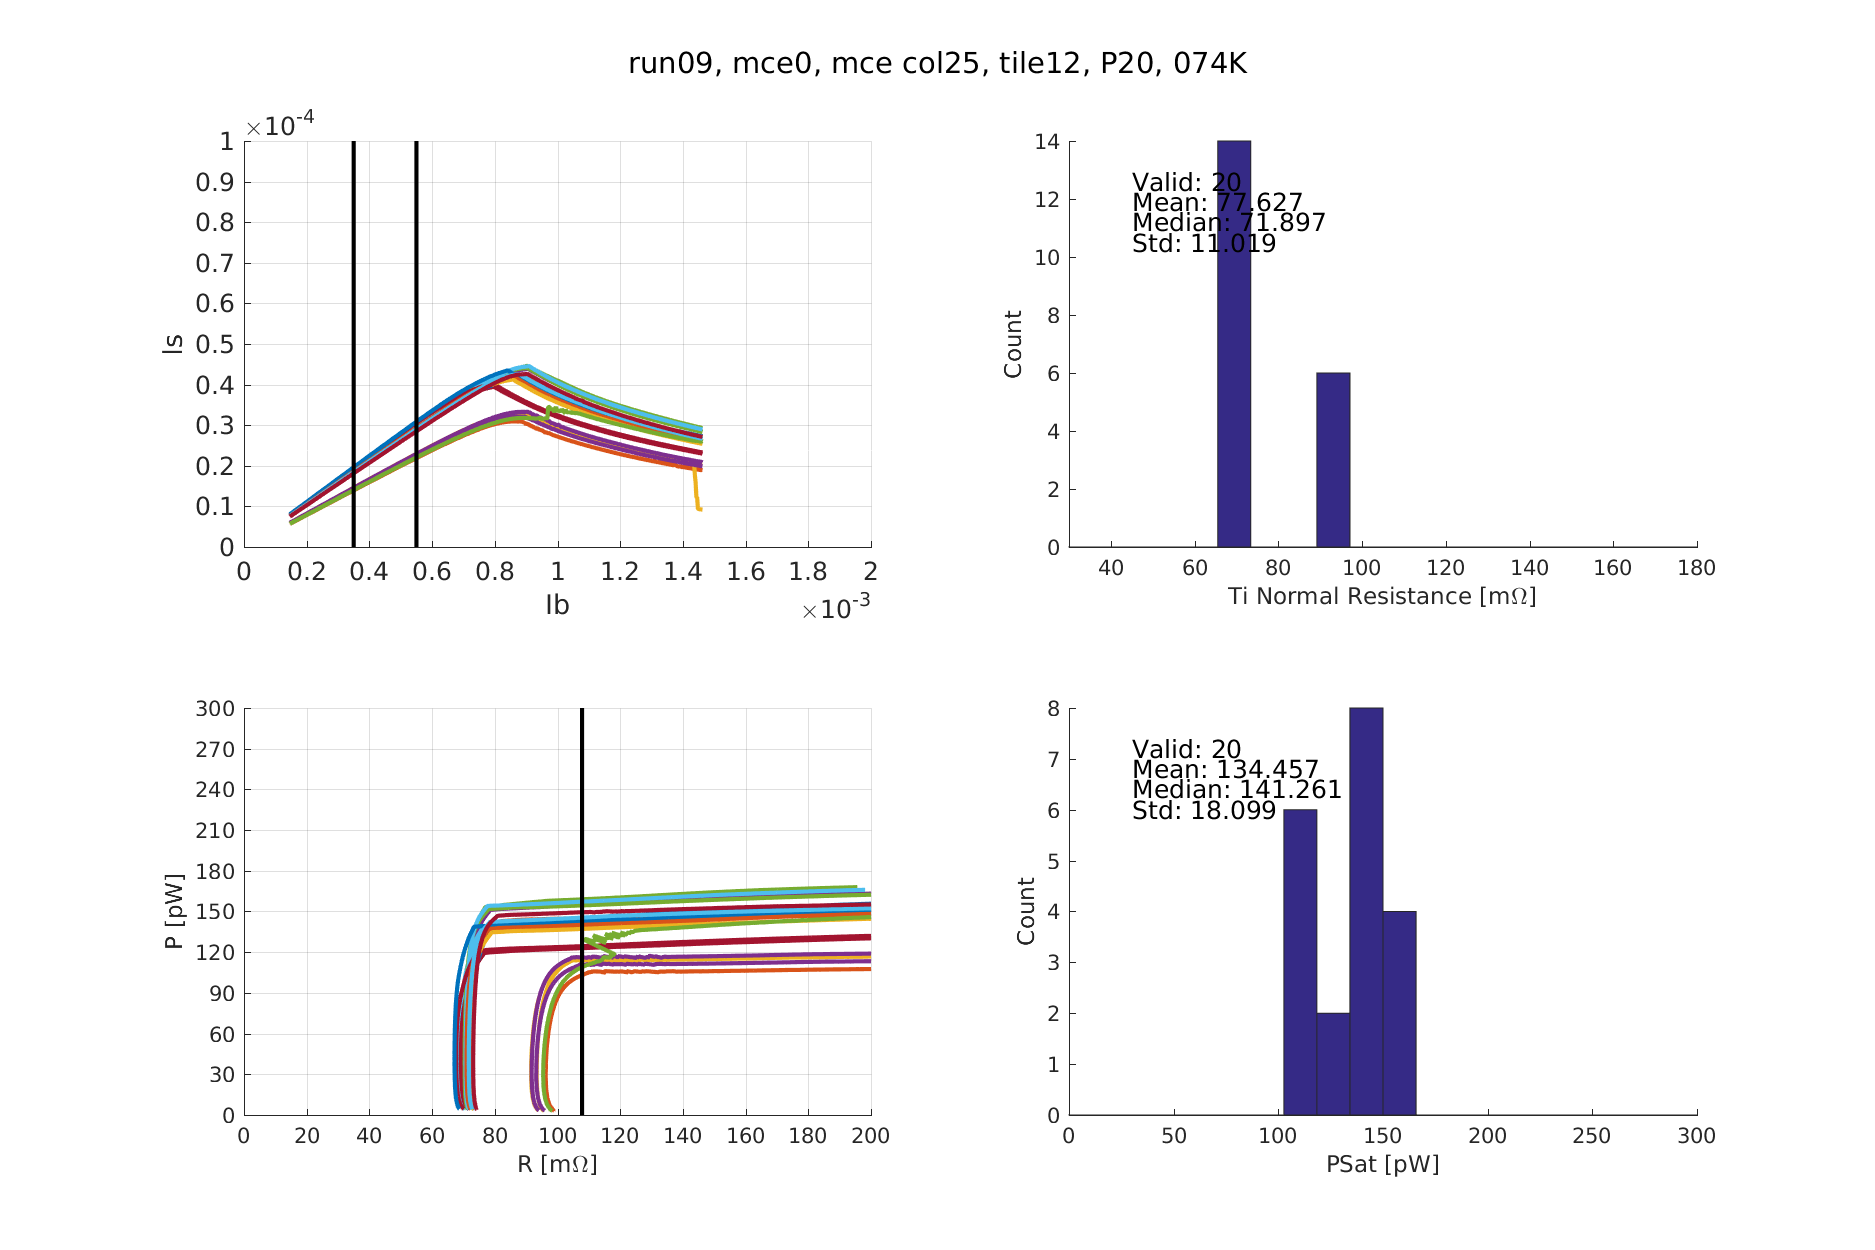 run09, mce0, mce col25, tile12, P20, 074K
×10-4
1
0.9
0.8
0.7
0.6
0.5
0.4
0.3
0.2
0.1
0
Is
0 0.2 0.4 0.6 0.8 1 1.2 1.4 1.6 1.8 2
Ib
×10-3
14
12
10
8
6
4
2
0
Count
Valid: 20
Mean: 77.627
Median: 71.897
Std: 11.019
40 60 80 100 120 140 160 180
Ti Normal Resistance [mΩ]
300
270
240
210
180
150
120
90
60
30
0
P [pW]
0 20 40 60 80 100 120 140 160 180 200
R [mΩ]
8
7
6
5
4
3
2
1
0
Count
Valid: 20
Mean: 134.457
Median: 141.261
Std: 18.099
0 50 100 150 200 250 300
PSat [pW]